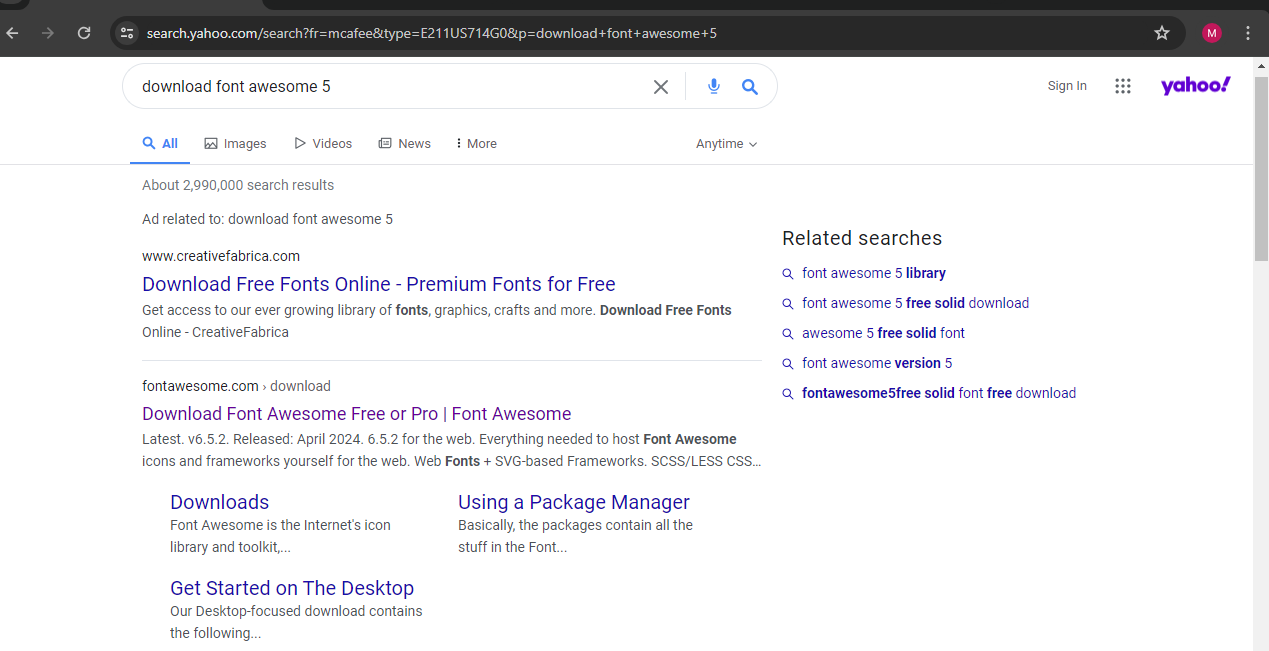 search.yahoo.com/search?fr=mcafee&type=E211US714G0&p=download+font+awesome+5
M
download font awesome 5
Sign In
yahoo!
All
Images
Videos
News
More
Anytime
About 2,990,000 search results
Ad related to: download font awesome 5
www.creativefabrica.com
Download Free Fonts Online - Premium Fonts for Free
Get access to our ever growing library of fonts, graphics, crafts and more. Download Free Fonts
Online - CreativeFabrica
fontawesome.com › download
Download Font Awesome Free or Pro | Font Awesome
Latest. v6.5.2. Released: April 2024. 6.5.2 for the web. Everything needed to host Font Awesome
icons and frameworks yourself for the web. Web Fonts + SVG-based Frameworks. SCSS/LESS CSS…
Downloads
Font Awesome is the Internet's icon
library and toolkit,...
Using a Package Manager
Basically, the packages contain all the
stuff in the Font...
Get Started on The Desktop
Our Desktop-focused download contains
the following...
Related searches
font awesome 5 library
font awesome 5 free solid download
awesome 5 free solid font
font awesome version 5
fontawesome5free solid font free download